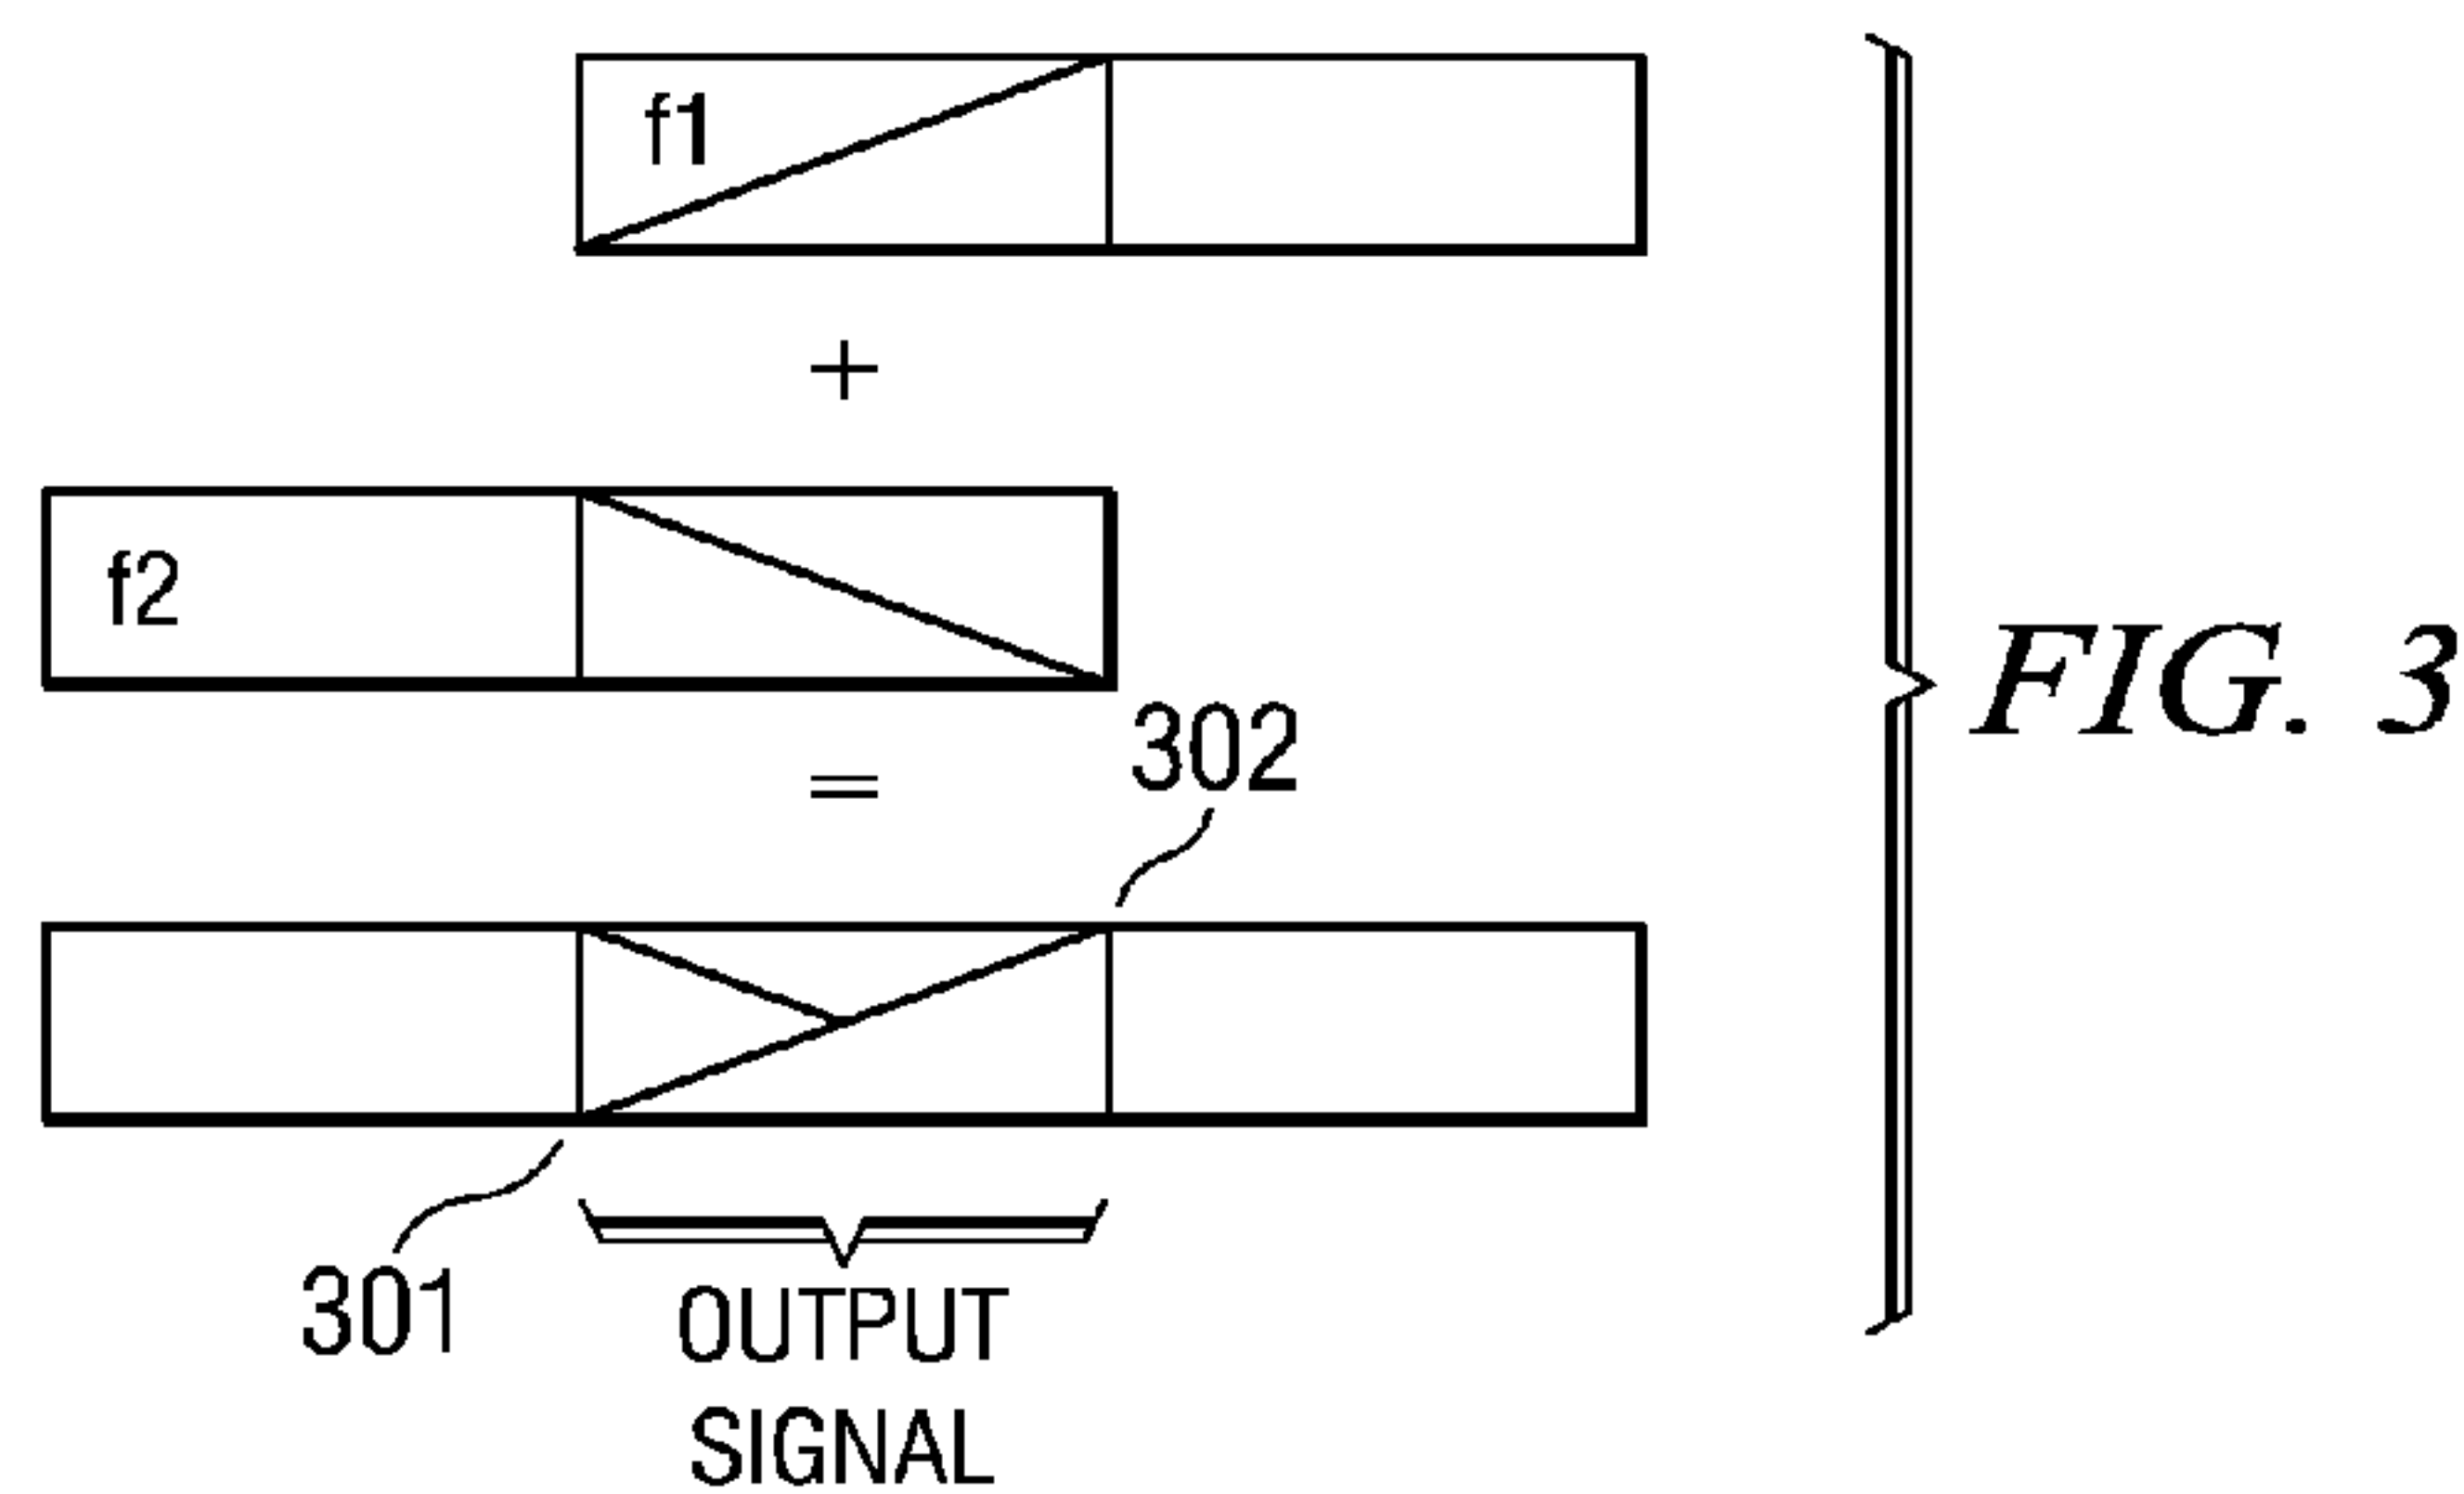 f1
+
f2
302
=
FIG. 3
301
OUTPUT
SIGNAL